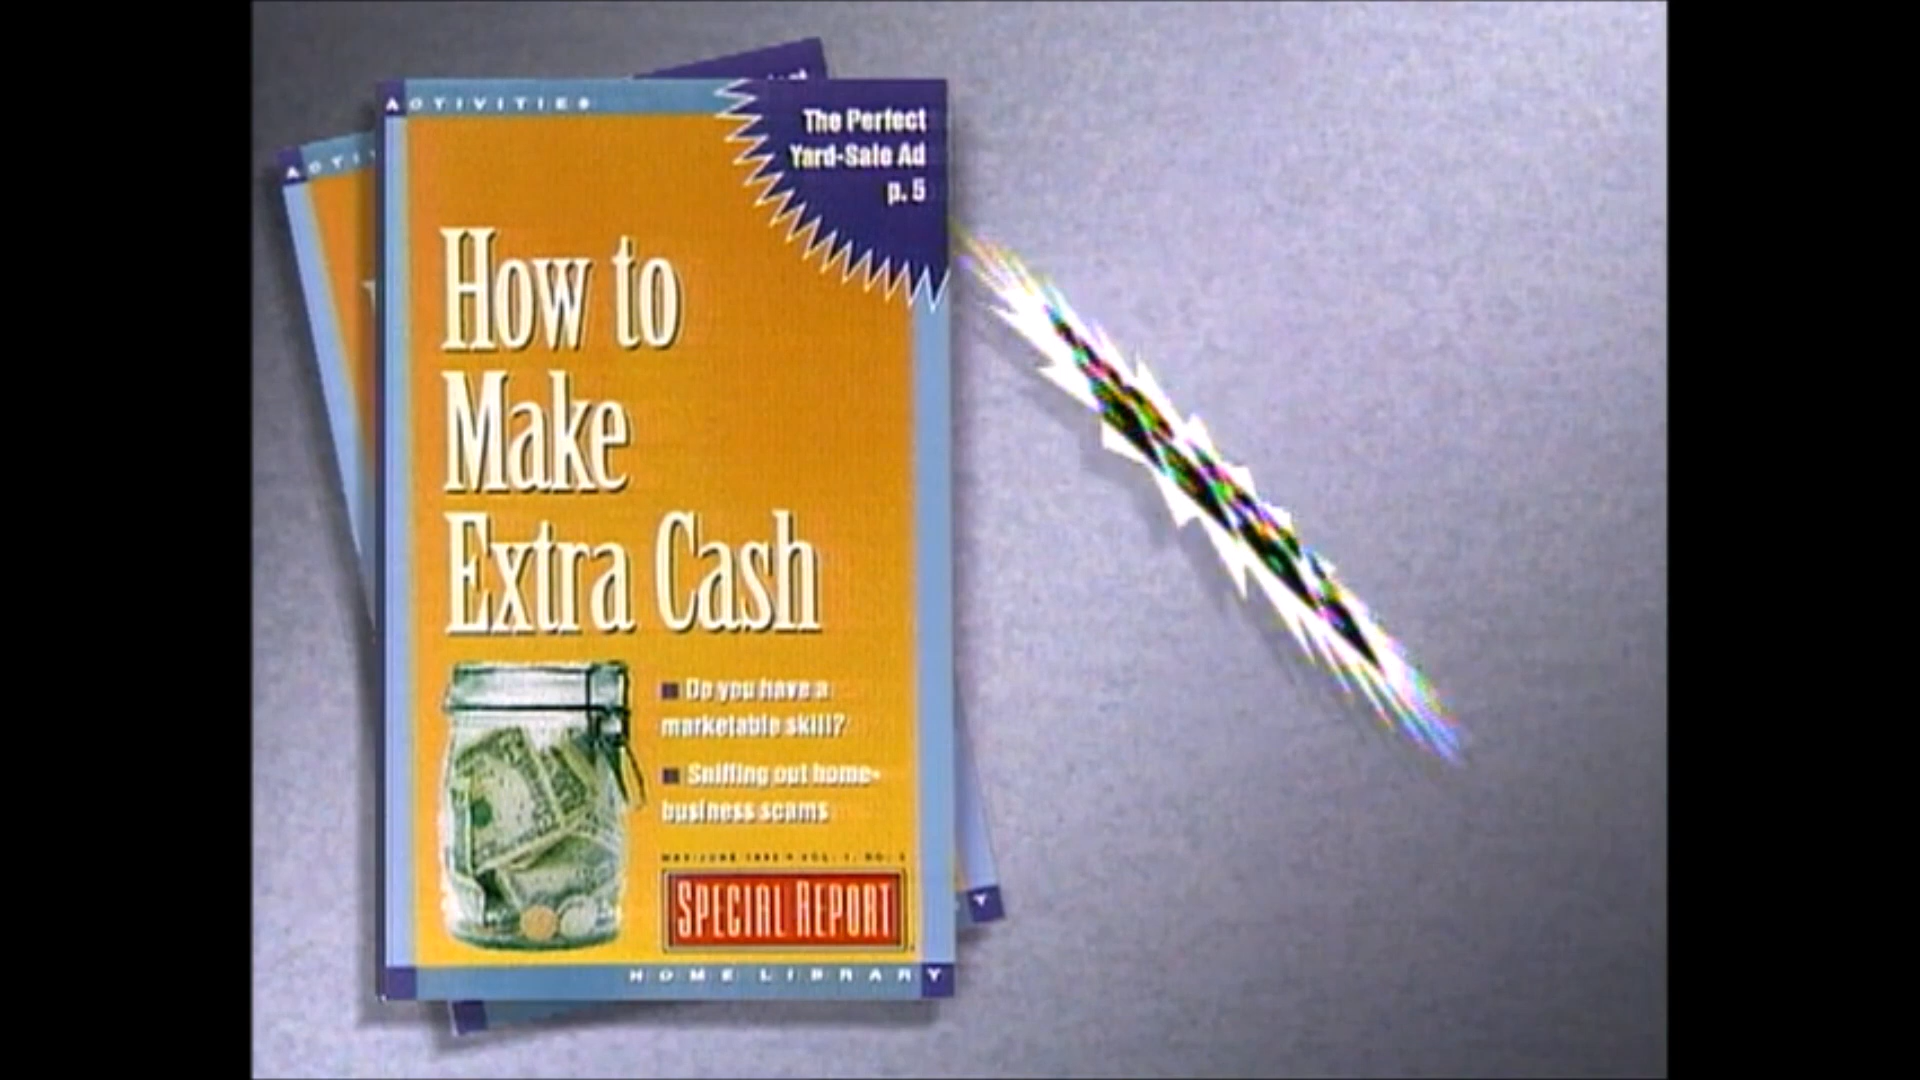 ACTIVITIES
The Perfect
Yard-Sale Ad
p. 5
How to
Make
Extra Cash
■ Do you have a
marketable skill?
■ Sniffing out home-
business scams
SPECIAL REPORT
HOME LIBRARY